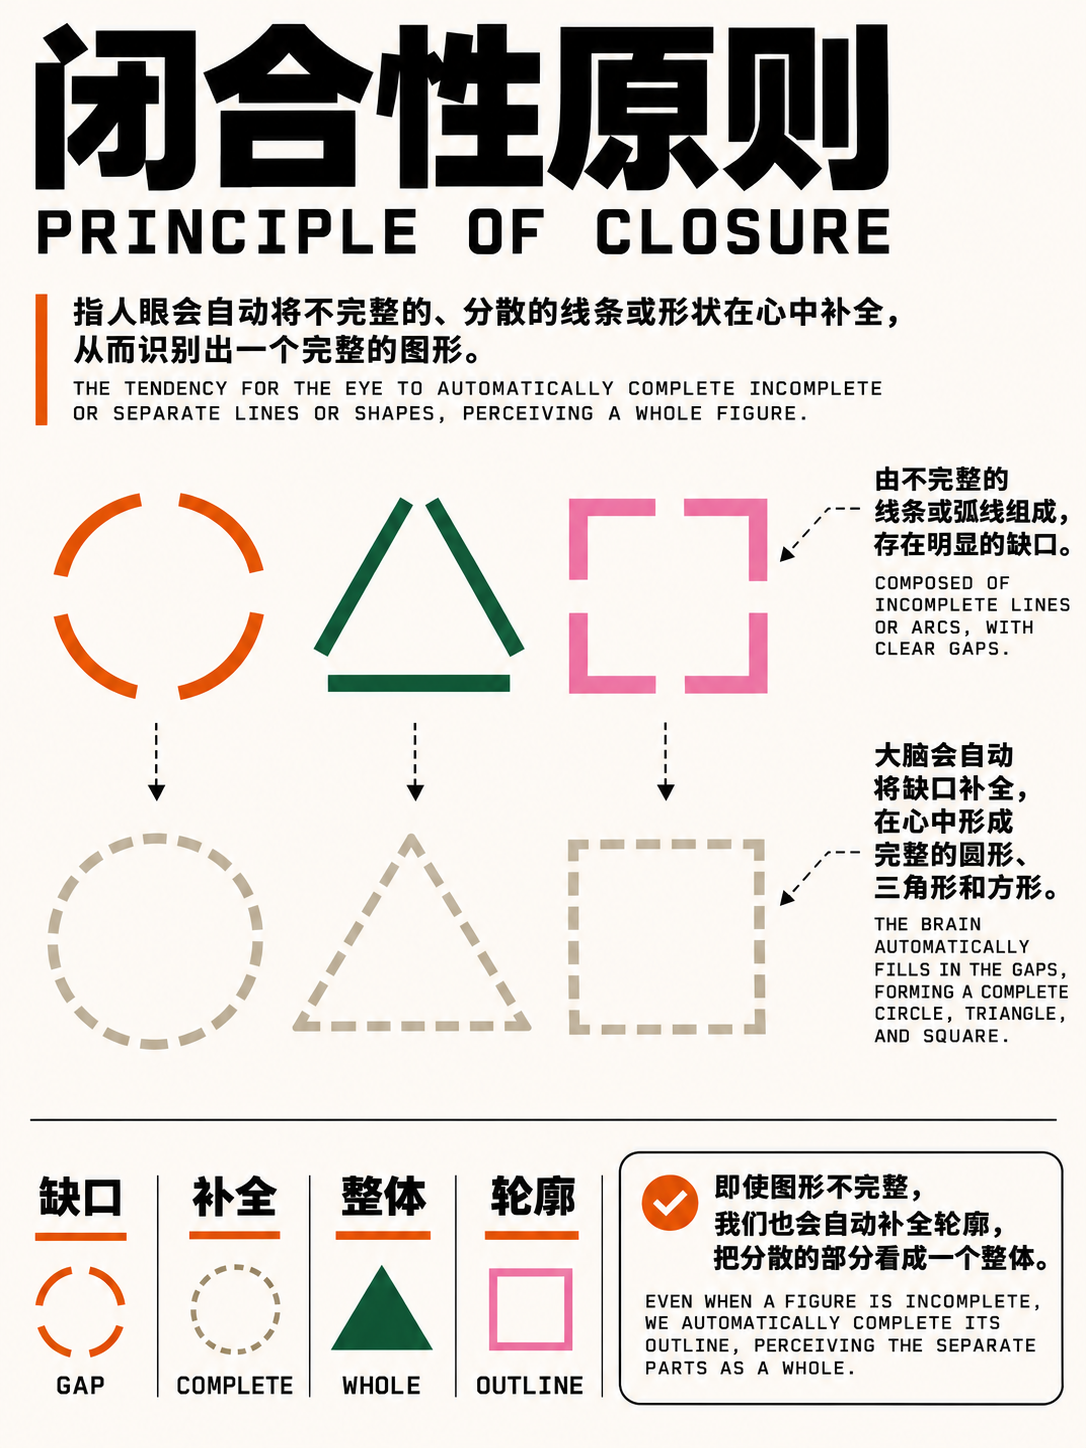 闭合性原则
PRINCIPLE OF CLOSURE
指人眼会自动将不完整的、分散的线条或形状在心中补全，
从而识别出一个完整的图形。
THE TENDENCY FOR THE EYE TO AUTOMATICALLY COMPLETE INCOMPLETE
OR SEPARATE LINES OR SHAPES, PERCEIVING A WHOLE FIGURE.
由不完整的
线条或弧线组成，
存在明显的缺口。
COMPOSED OF
INCOMPLETE LINES
OR ARCS, WITH
CLEAR GAPS.
大脑会自动
将缺口补全，
在心中形成
完整的圆形、
三角形和方形。
THE BRAIN
AUTOMATICALLY
FILLS IN THE GAPS,
FORMING A COMPLETE
CIRCLE, TRIANGLE,
AND SQUARE.
缺口
GAP
补全
COMPLETE
整体
WHOLE
轮廓
OUTLINE
即使图形不完整，
我们也会自动补全轮廓，
把分散的部分看成一个整体。
EVEN WHEN A FIGURE IS INCOMPLETE,
WE AUTOMATICALLY COMPLETE ITS
OUTLINE, PERCEIVING THE SEPARATE
PARTS AS A WHOLE.